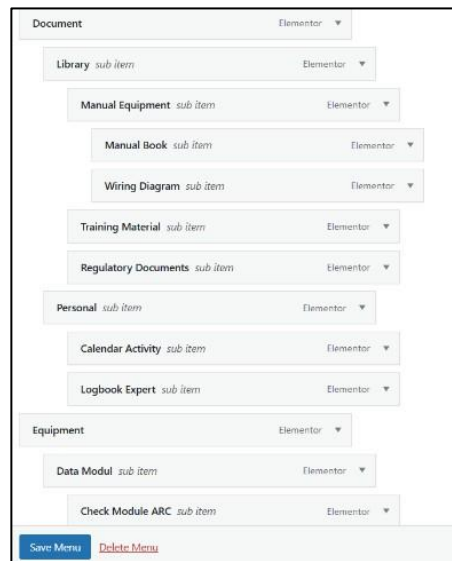 Document Elementor
Library sub item Elementor
Manual Equipment sub item Elementor
Manual Book sub item Elementor
Wiring Diagram sub item Elementor
Training Material sub item Elementor
Regulatory Documents sub item Elementor
Personal sub item Elementor
Calendar Activity sub item Elementor
Logbook Expert sub item Elementor
Equipment Elementor
Data Modul sub item Elementor
Check Module ARC sub item Elementor
Save Menu Delete Menu